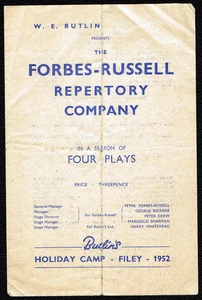 W. E. BUTLIN
PRESENTS
THE
FORBES-RUSSELL
REPERTORY
COMPANY
IN A SEASON OF
FOUR PLAYS
PRICE - THREEPENCE
General Manager PETER FORBES-RUSSELL
Manager GEORGE RICARDE
Stage Director For Forbes-Russell PETER DREW
Stage Manager MARIGOLD SHARMAN
Stage Manager For Butlin's Ltd. HARRY WHITEHEAD
Butlin's
HOLIDAY CAMP - FILEY - 1952